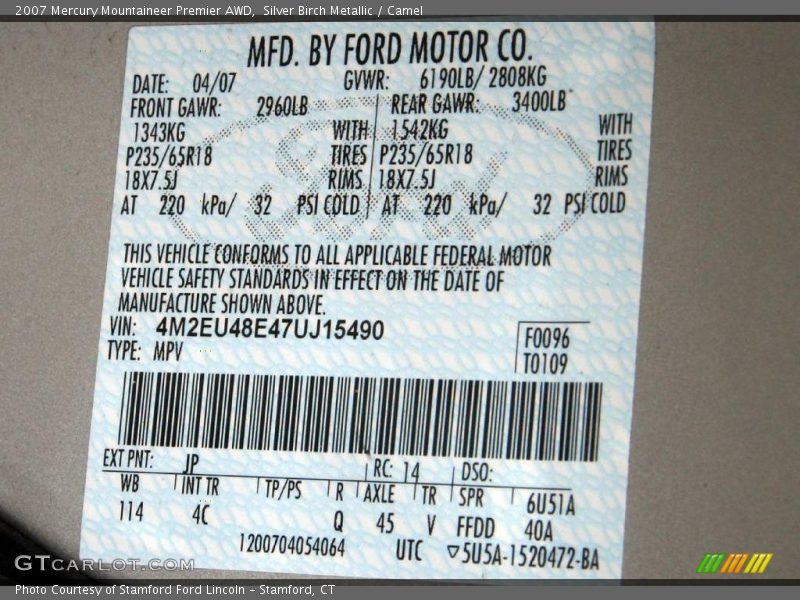 2007 Mercury Mountaineer Premier AWD, Silver Birch Metallic / Camel
MFD. BY FORD MOTOR CO.
DATE: 04/07 GVWR: 6190LB/ 2808KG
FRONT GAWR: 2960LB REAR GAWR: 3400LB
1343KG WITH 1542KG WITH
P235/65R18 TIRES P235/65R18 TIRES
18X7.5J RIMS 18X7.5J RIMS
AT 220 kPa/ 32 PSI COLD AT 220 kPa/ 32 PSI COLD
THIS VEHICLE CONFORMS TO ALL APPLICABLE FEDERAL MOTOR
VEHICLE SAFETY STANDARDS IN EFFECT ON THE DATE OF
MANUFACTURE SHOWN ABOVE.
VIN: 4M2EU48E47UJ15490 F0096
TYPE: MPV T0109
EXT PNT: JP RC: 14 DSO:
WB INT TR TP/PS R AXLE TR SPR 6U51A
114 4C Q 45 V FFDD 40A
1200704054064 UTC ▽5U5A-1520472-BA
GTCARLOT.COM
Photo Courtesy of Stamford Ford Lincoln - Stamford, CT